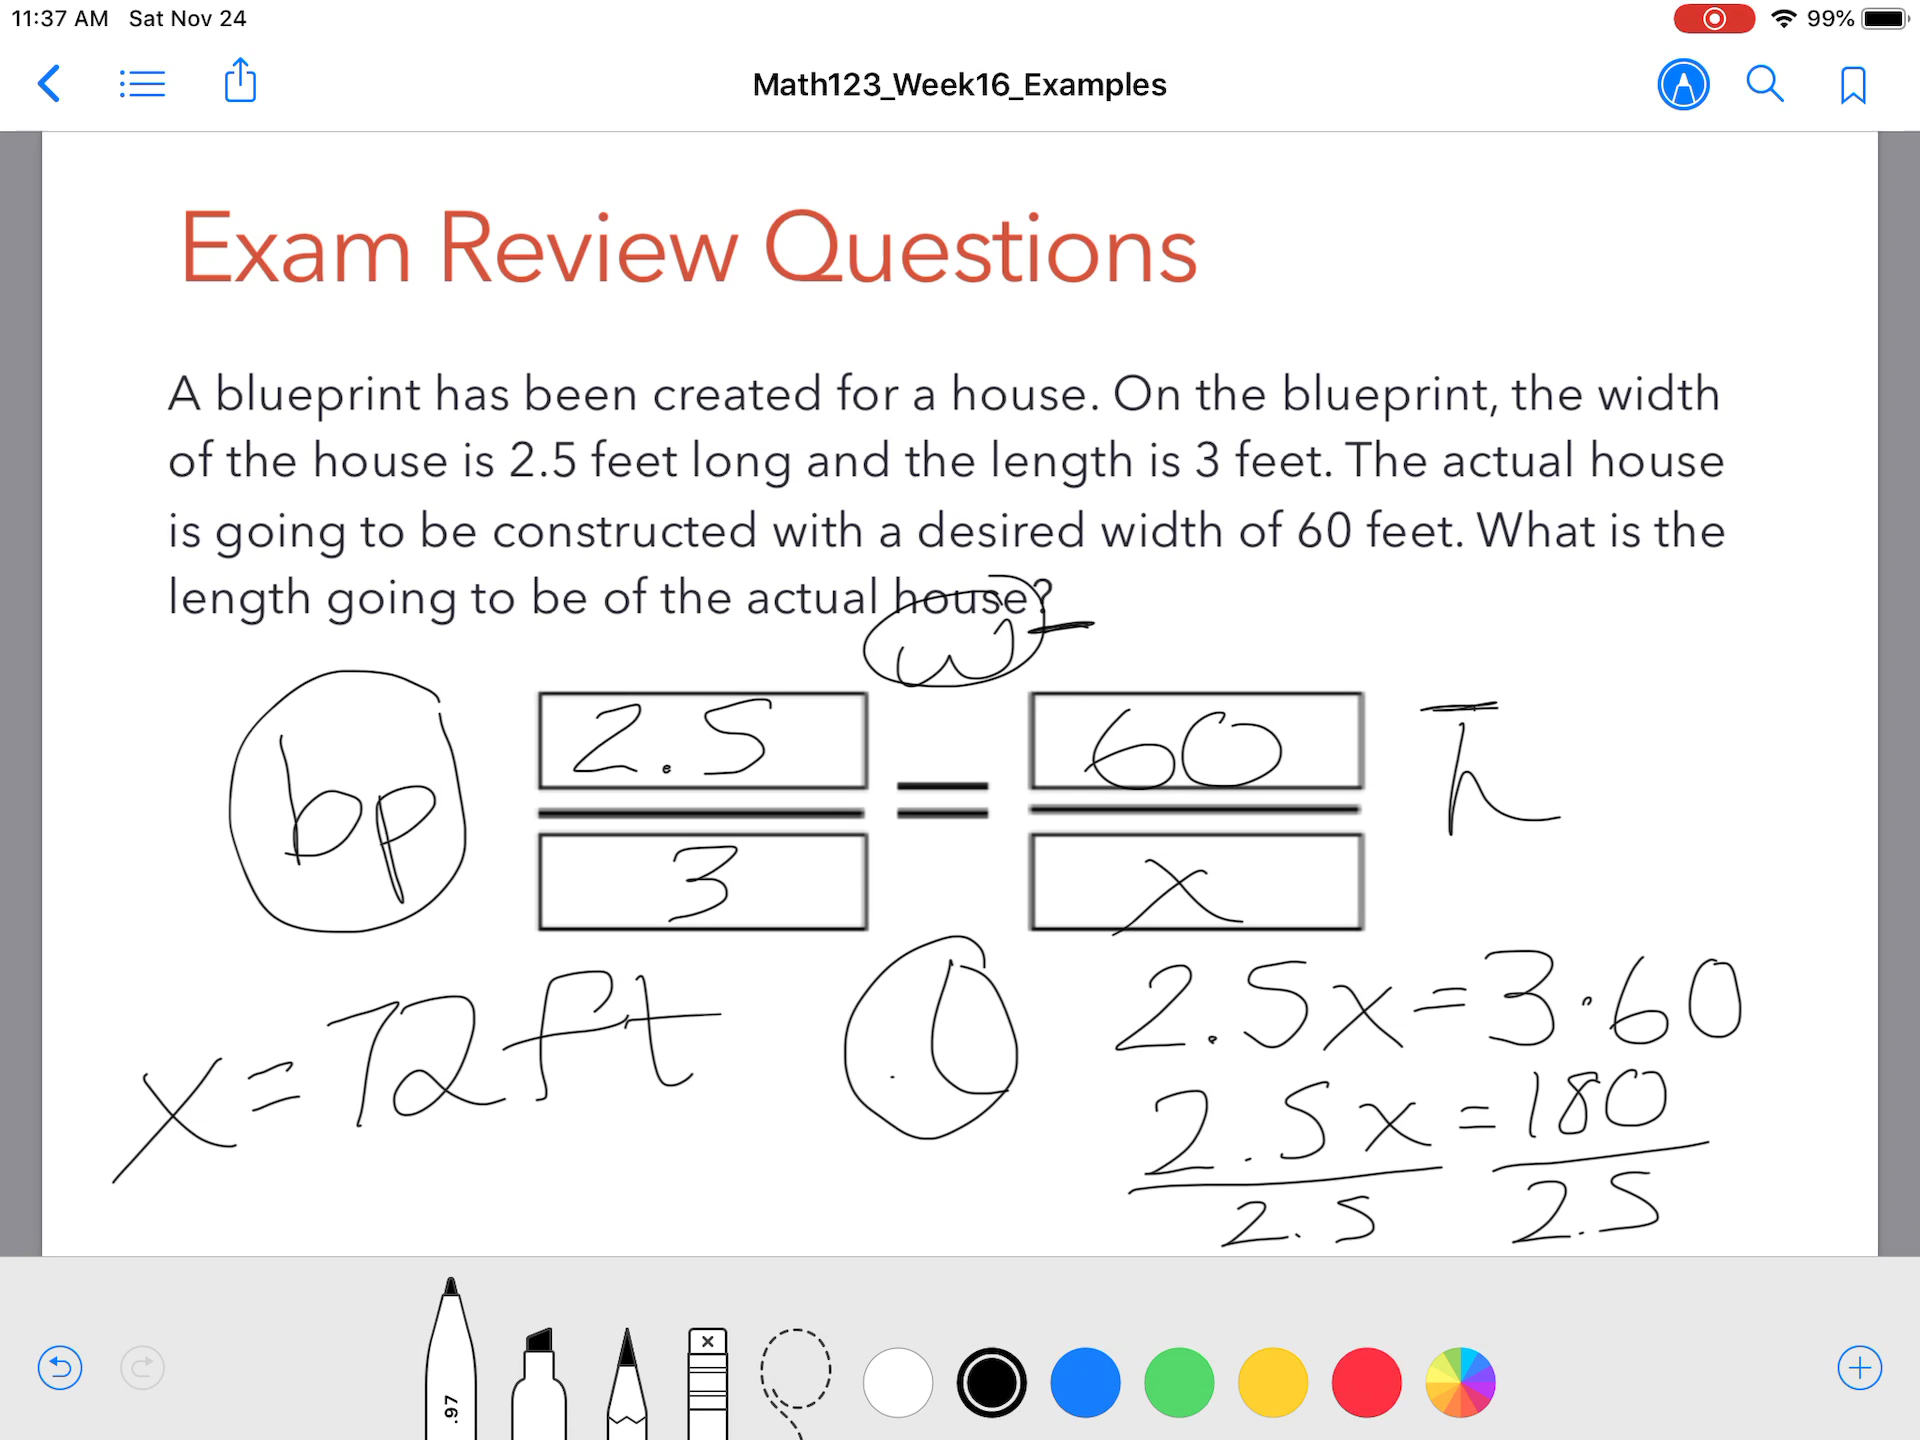 11:37 AM Sat Nov 24
99%
Math123_Week16_Examples
Exam Review Questions
A blueprint has been created for a house. On the blueprint, the width
of the house is 2.5 feet long and the length is 3 feet. The actual house
is going to be constructed with a desired width of 60 feet. What is the
length going to be of the actual house?
w
bp
2.5
=
60
h
3
x
x=72ft
l
2.5x=3·60
2.5x=180
2.5
2.5
.97